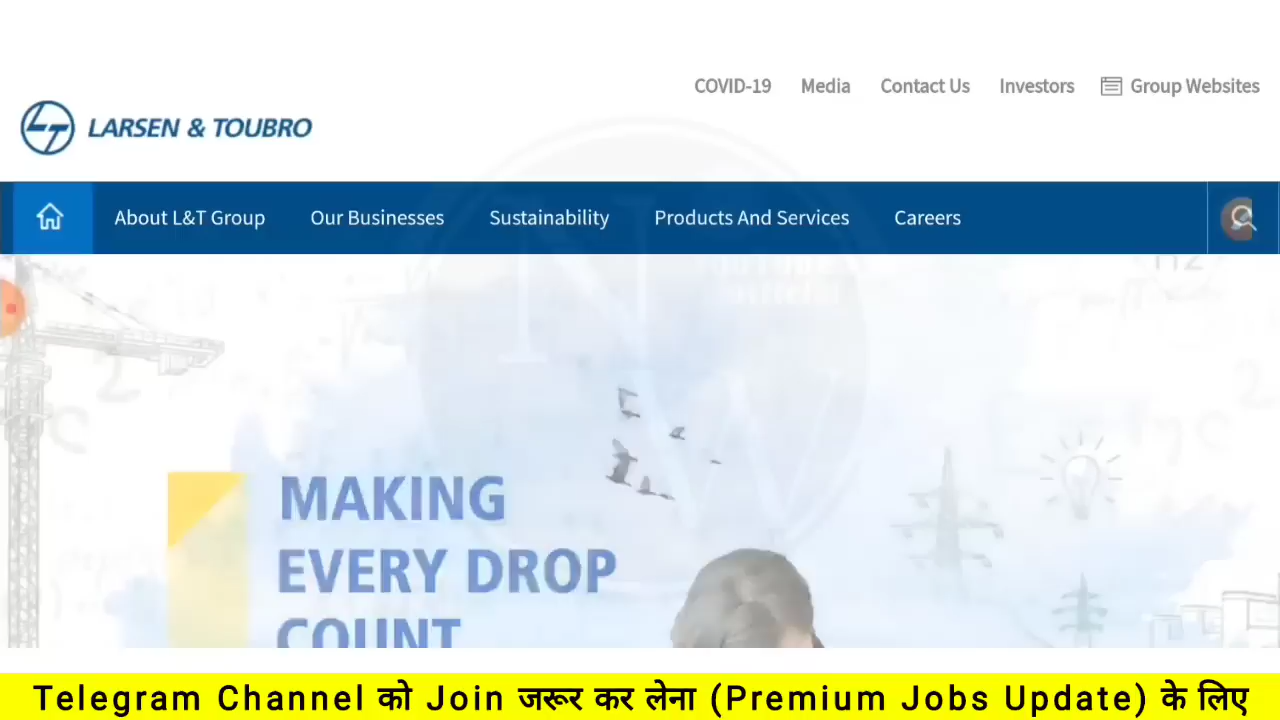 COVID-19 Media Contact Us Investors Group Websites
LARSEN & TOUBRO
About L&T Group Our Businesses Sustainability Products And Services Careers
MAKING
EVERY DROP
COUNT
Telegram Channel को Join जरूर कर लेना (Premium Jobs Update) के लिए